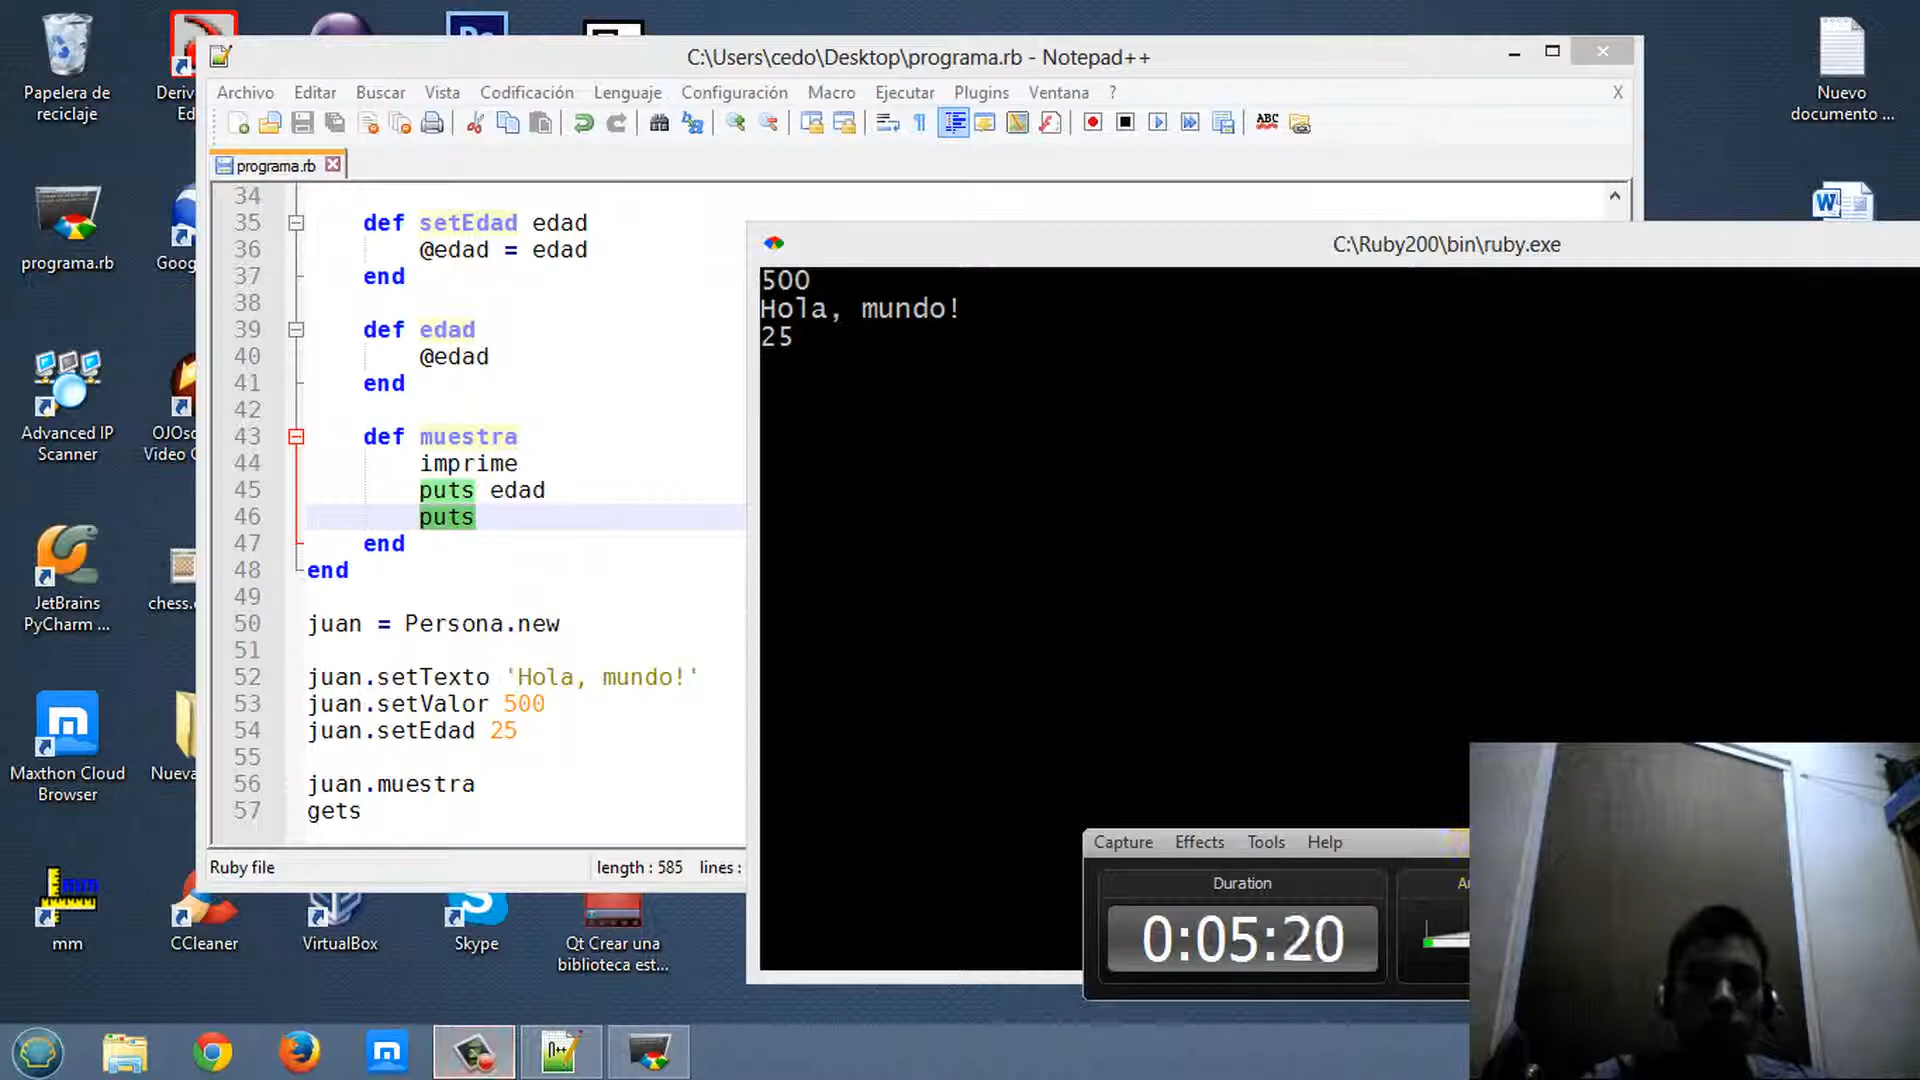 Papelera de
reciclaje
programa.rb
Advanced IP
Scanner
JetBrains
PyCharm ...
Maxthon Cloud
Browser
mm
CCleaner
VirtualBox
Skype
Qt Crear una
biblioteca est...
Nuevo
documento ...
C:\Users\cedo\Desktop\programa.rb - Notepad++
Archivo Editar Buscar Vista Codificación Lenguaje Configuración Macro Ejecutar Plugins Ventana ? X
ABC
programa.rb
34
35 def setEdad edad
36 @edad = edad
37 end
38
39 def edad
40 @edad
41 end
42
43 def muestra
44 imprime
45 puts edad
46 puts
47 end
48 end
49
50 juan = Persona.new
51
52 juan.setTexto 'Hola, mundo!'
53 juan.setValor 500
54 juan.setEdad 25
55
56 juan.muestra
57 gets
Ruby file length : 585 lines :
C:\Ruby200\bin\ruby.exe
500
Hola, mundo!
25
Capture Effects Tools Help
Duration
0:05:20